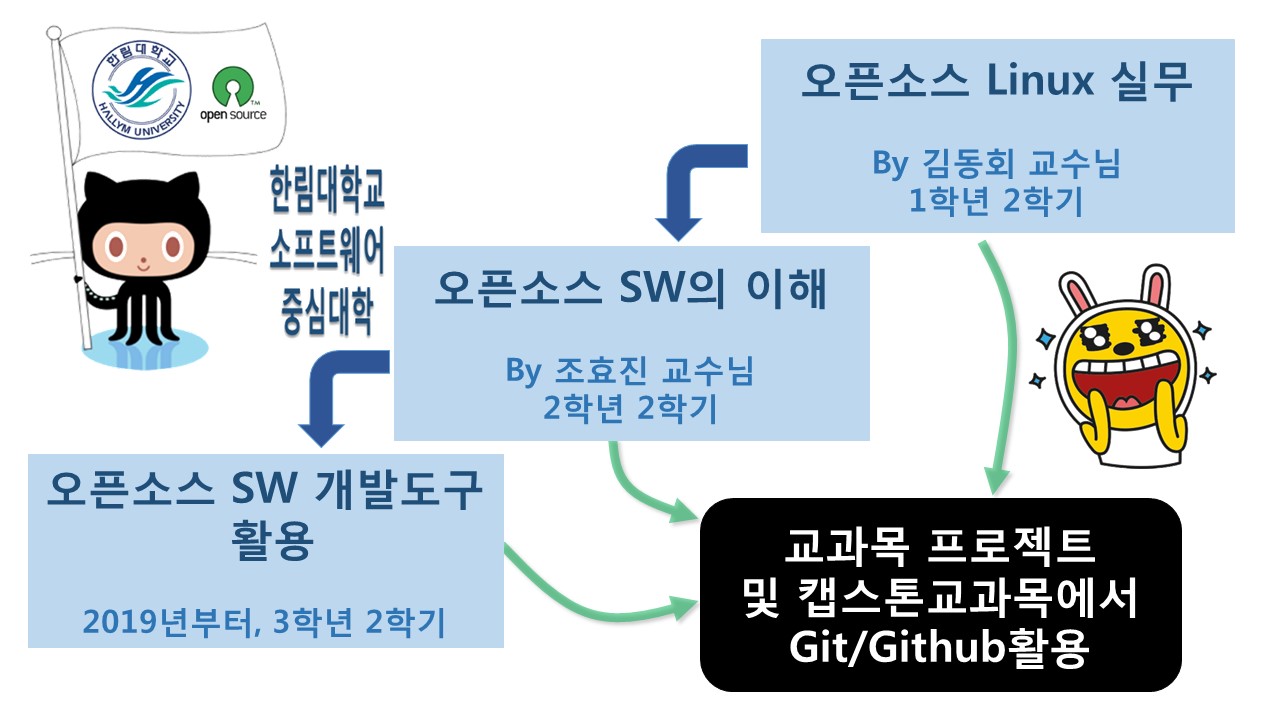 한림대학교
HALLYM UNIVERSITY
open source
TM
한림대학교
소프트웨어
중심대학
오픈소스 Linux 실무
By 김동회 교수님
1학년 2학기
오픈소스 SW의 이해
By 조효진 교수님
2학년 2학기
오픈소스 SW 개발도구
활용
2019년부터, 3학년 2학기
교과목 프로젝트
및 캡스톤교과목에서
Git/Github활용